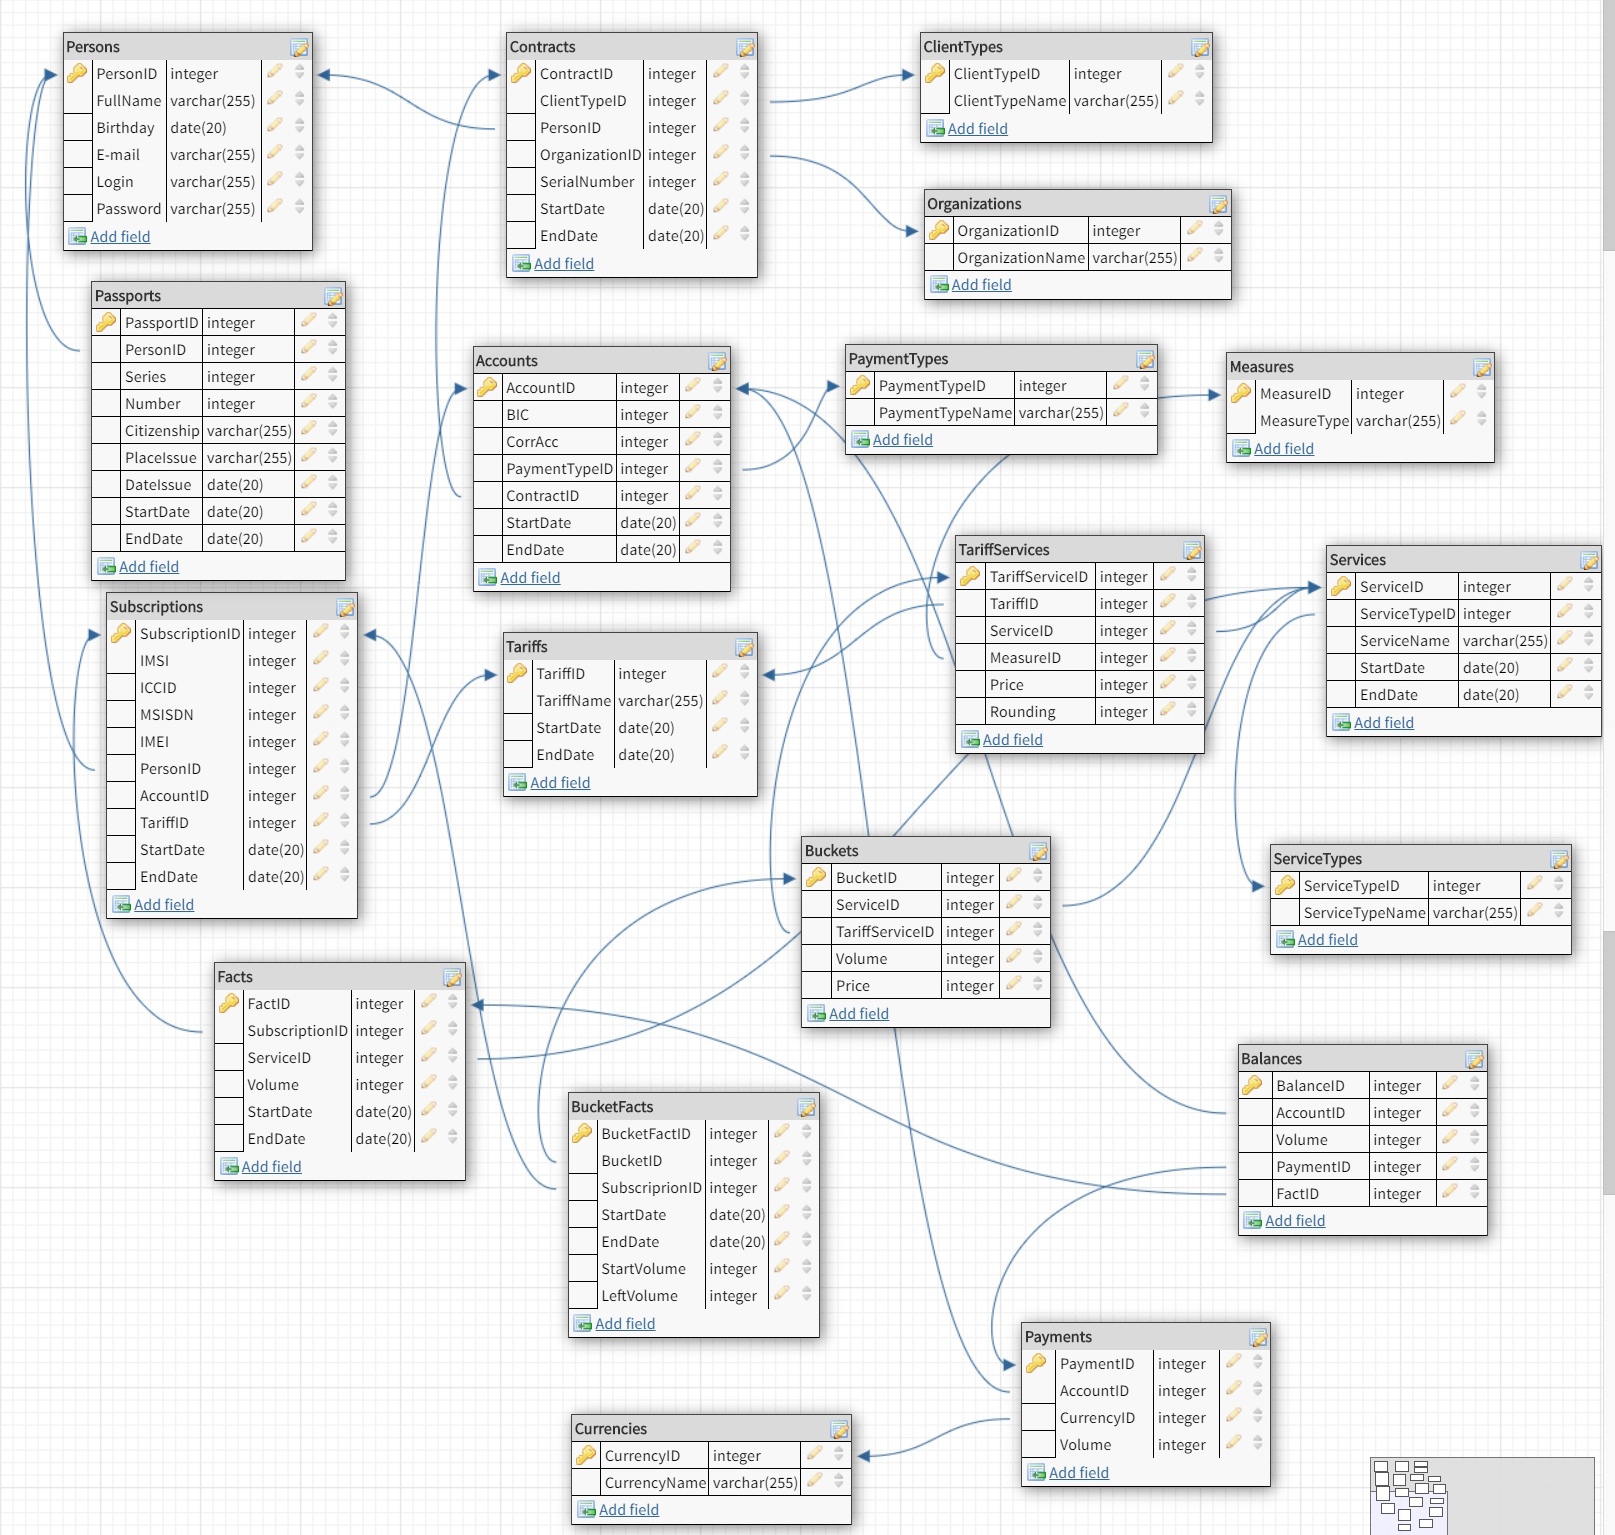 Persons
PersonID integer
FullName varchar(255)
Birthday date(20)
E-mail varchar(255)
Login varchar(255)
Password varchar(255)
Add field
Contracts
ContractID integer
ClientTypeID integer
PersonID integer
OrganizationID integer
SerialNumber integer
StartDate date(20)
EndDate date(20)
Add field
ClientTypes
ClientTypeID integer
ClientTypeName varchar(255)
Add field
Organizations
OrganizationID integer
OrganizationName varchar(255)
Add field
Passports
PassportID integer
PersonID integer
Series integer
Number integer
Citizenship varchar(255)
PlaceIssue varchar(255)
DateIssue date(20)
StartDate date(20)
EndDate date(20)
Add field
Accounts
AccountID integer
BIC integer
CorrAcc integer
PaymentTypeID integer
ContractID integer
StartDate date(20)
EndDate date(20)
Add field
PaymentTypes
PaymentTypeID integer
PaymentTypeName varchar(255)
Add field
Measures
MeasureID integer
MeasureType varchar(255)
Add field
TariffServices
TariffServiceID integer
TariffID integer
ServiceID integer
MeasureID integer
Price integer
Rounding integer
Add field
Services
ServiceID integer
ServiceTypeID integer
ServiceName varchar(255)
StartDate date(20)
EndDate date(20)
Add field
Subscriptions
SubscriptionID integer
IMSI integer
ICCID integer
MSISDN integer
IMEI integer
PersonID integer
AccountID integer
TariffID integer
StartDate date(20)
EndDate date(20)
Add field
Tariffs
TariffID integer
TariffName varchar(255)
StartDate date(20)
EndDate date(20)
Add field
Buckets
BucketID integer
ServiceID integer
TariffServiceID integer
Volume integer
Price integer
Add field
ServiceTypes
ServiceTypeID integer
ServiceTypeName varchar(255)
Add field
Facts
FactID integer
SubscriptionID integer
ServiceID integer
Volume integer
StartDate date(20)
EndDate date(20)
Add field
BucketFacts
BucketFactID integer
BucketID integer
SubscriprionID integer
StartDate date(20)
EndDate date(20)
StartVolume integer
LeftVolume integer
Add field
Balances
BalanceID integer
AccountID integer
Volume integer
PaymentID integer
FactID integer
Add field
Payments
PaymentID integer
AccountID integer
CurrencyID integer
Volume integer
Add field
Currencies
CurrencyID integer
CurrencyName varchar(255)
Add field